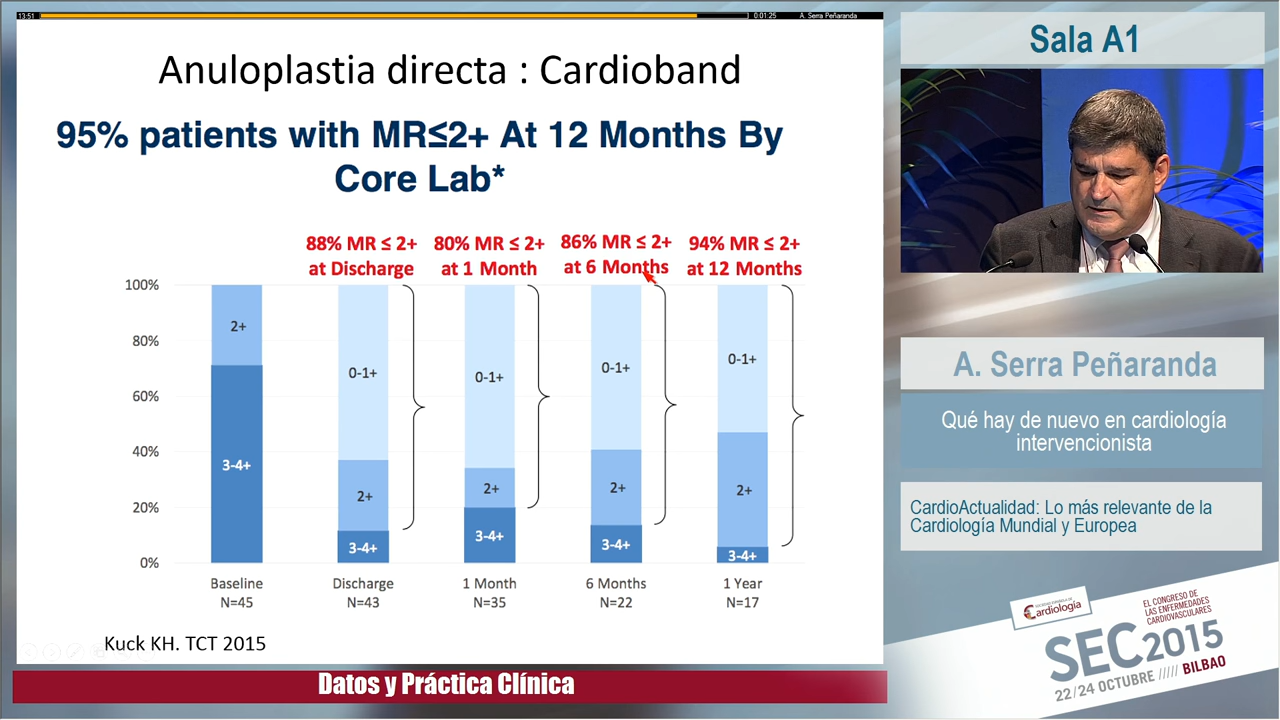 13:51
0:01:25
A. Serra Peñaranda
Anuloplastia directa : Cardioband
95% patients with MR≤2+ At 12 Months By
Core Lab*
88% MR ≤ 2+
at Discharge
80% MR ≤ 2+
at 1 Month
86% MR ≤ 2+
at 6 Months
94% MR ≤ 2+
at 12 Months
100%
80%
60%
40%
20%
0%
2+
3-4+
0-1+
2+
3-4+
0-1+
2+
3-4+
0-1+
2+
3-4+
0-1+
2+
3-4+
Baseline
N=45
Discharge
N=43
1 Month
N=35
6 Months
N=22
1 Year
N=17
Kuck KH. TCT 2015
Datos y Práctica Clínica
Sala A1
A. Serra Peñaranda
Qué hay de nuevo en cardiología
intervencionista
CardioActualidad: Lo más relevante de la
Cardiología Mundial y Europea
SOCIEDAD ESPAÑOLA DE
Cardiología
EL CONGRESO DE
LAS ENFERMEDADES
CARDIOVASCULARES
SEC2015
22/24 OCTUBRE ///// BILBAO